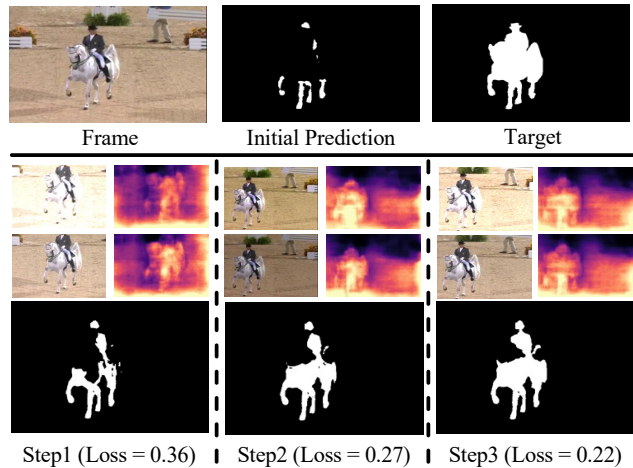 Frame
Initial Prediction
Target
Step1 (Loss = 0.36)
Step2 (Loss = 0.27)
Step3 (Loss = 0.22)